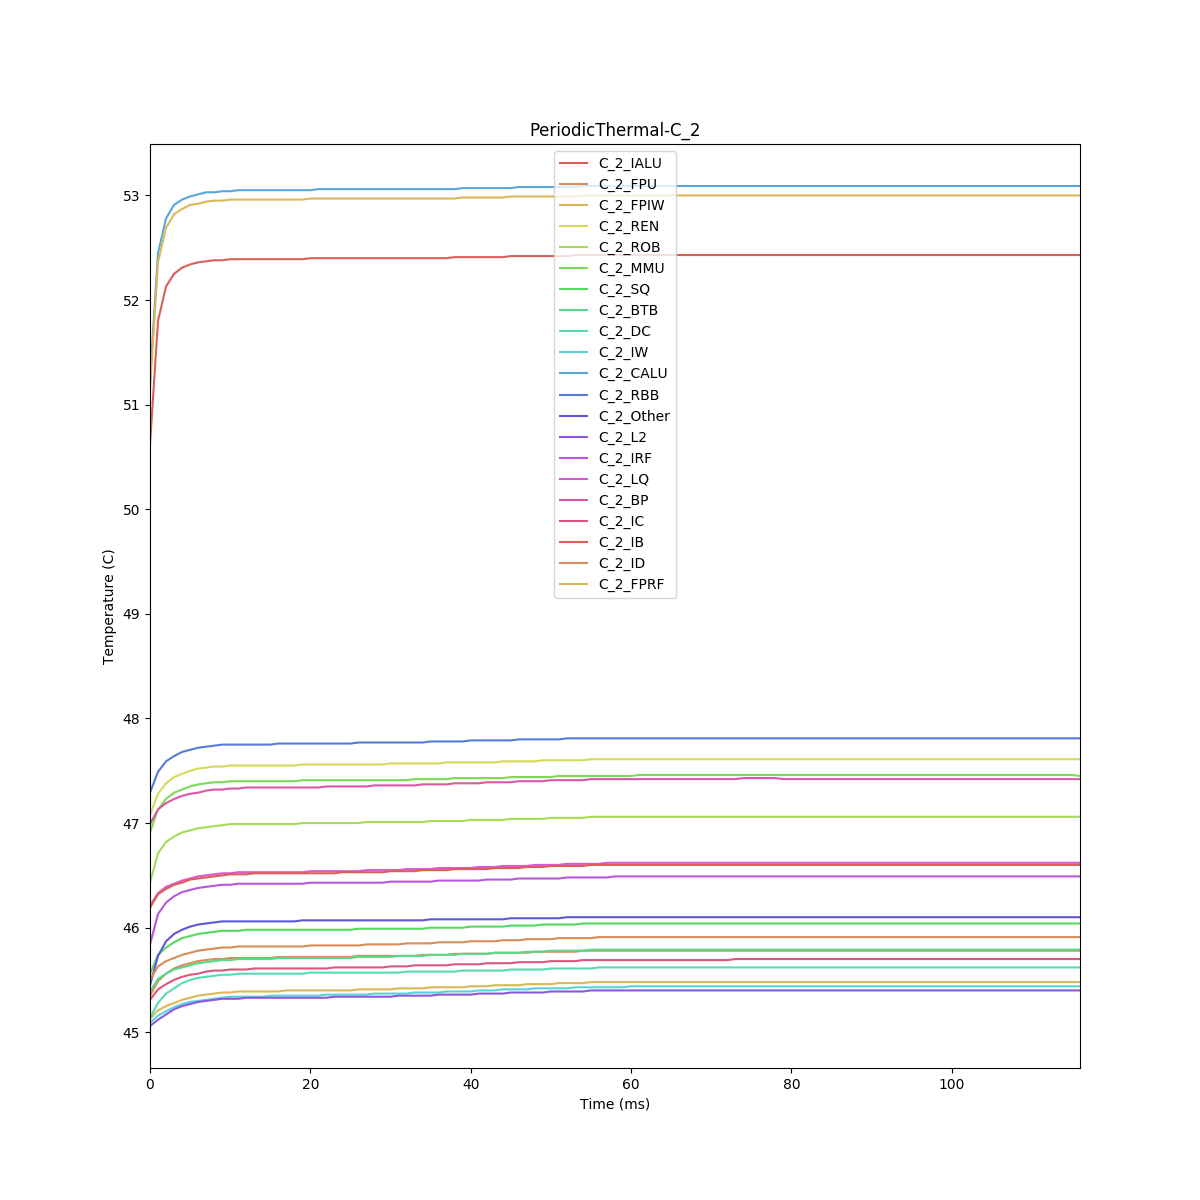 PeriodicThermal-C_2
C_2_IALU
C_2_FPU
C_2_FPIW
C_2_REN
C_2_ROB
C_2_MMU
C_2_SQ
C_2_BTB
C_2_DC
C_2_IW
C_2_CALU
C_2_RBB
C_2_Other
C_2_L2
C_2_IRF
C_2_LQ
C_2_BP
C_2_IC
C_2_IB
C_2_ID
C_2_FPRF
53
52
51
50
49
48
47
46
45
Temperature (C)
0 20 40 60 80 100
Time (ms)